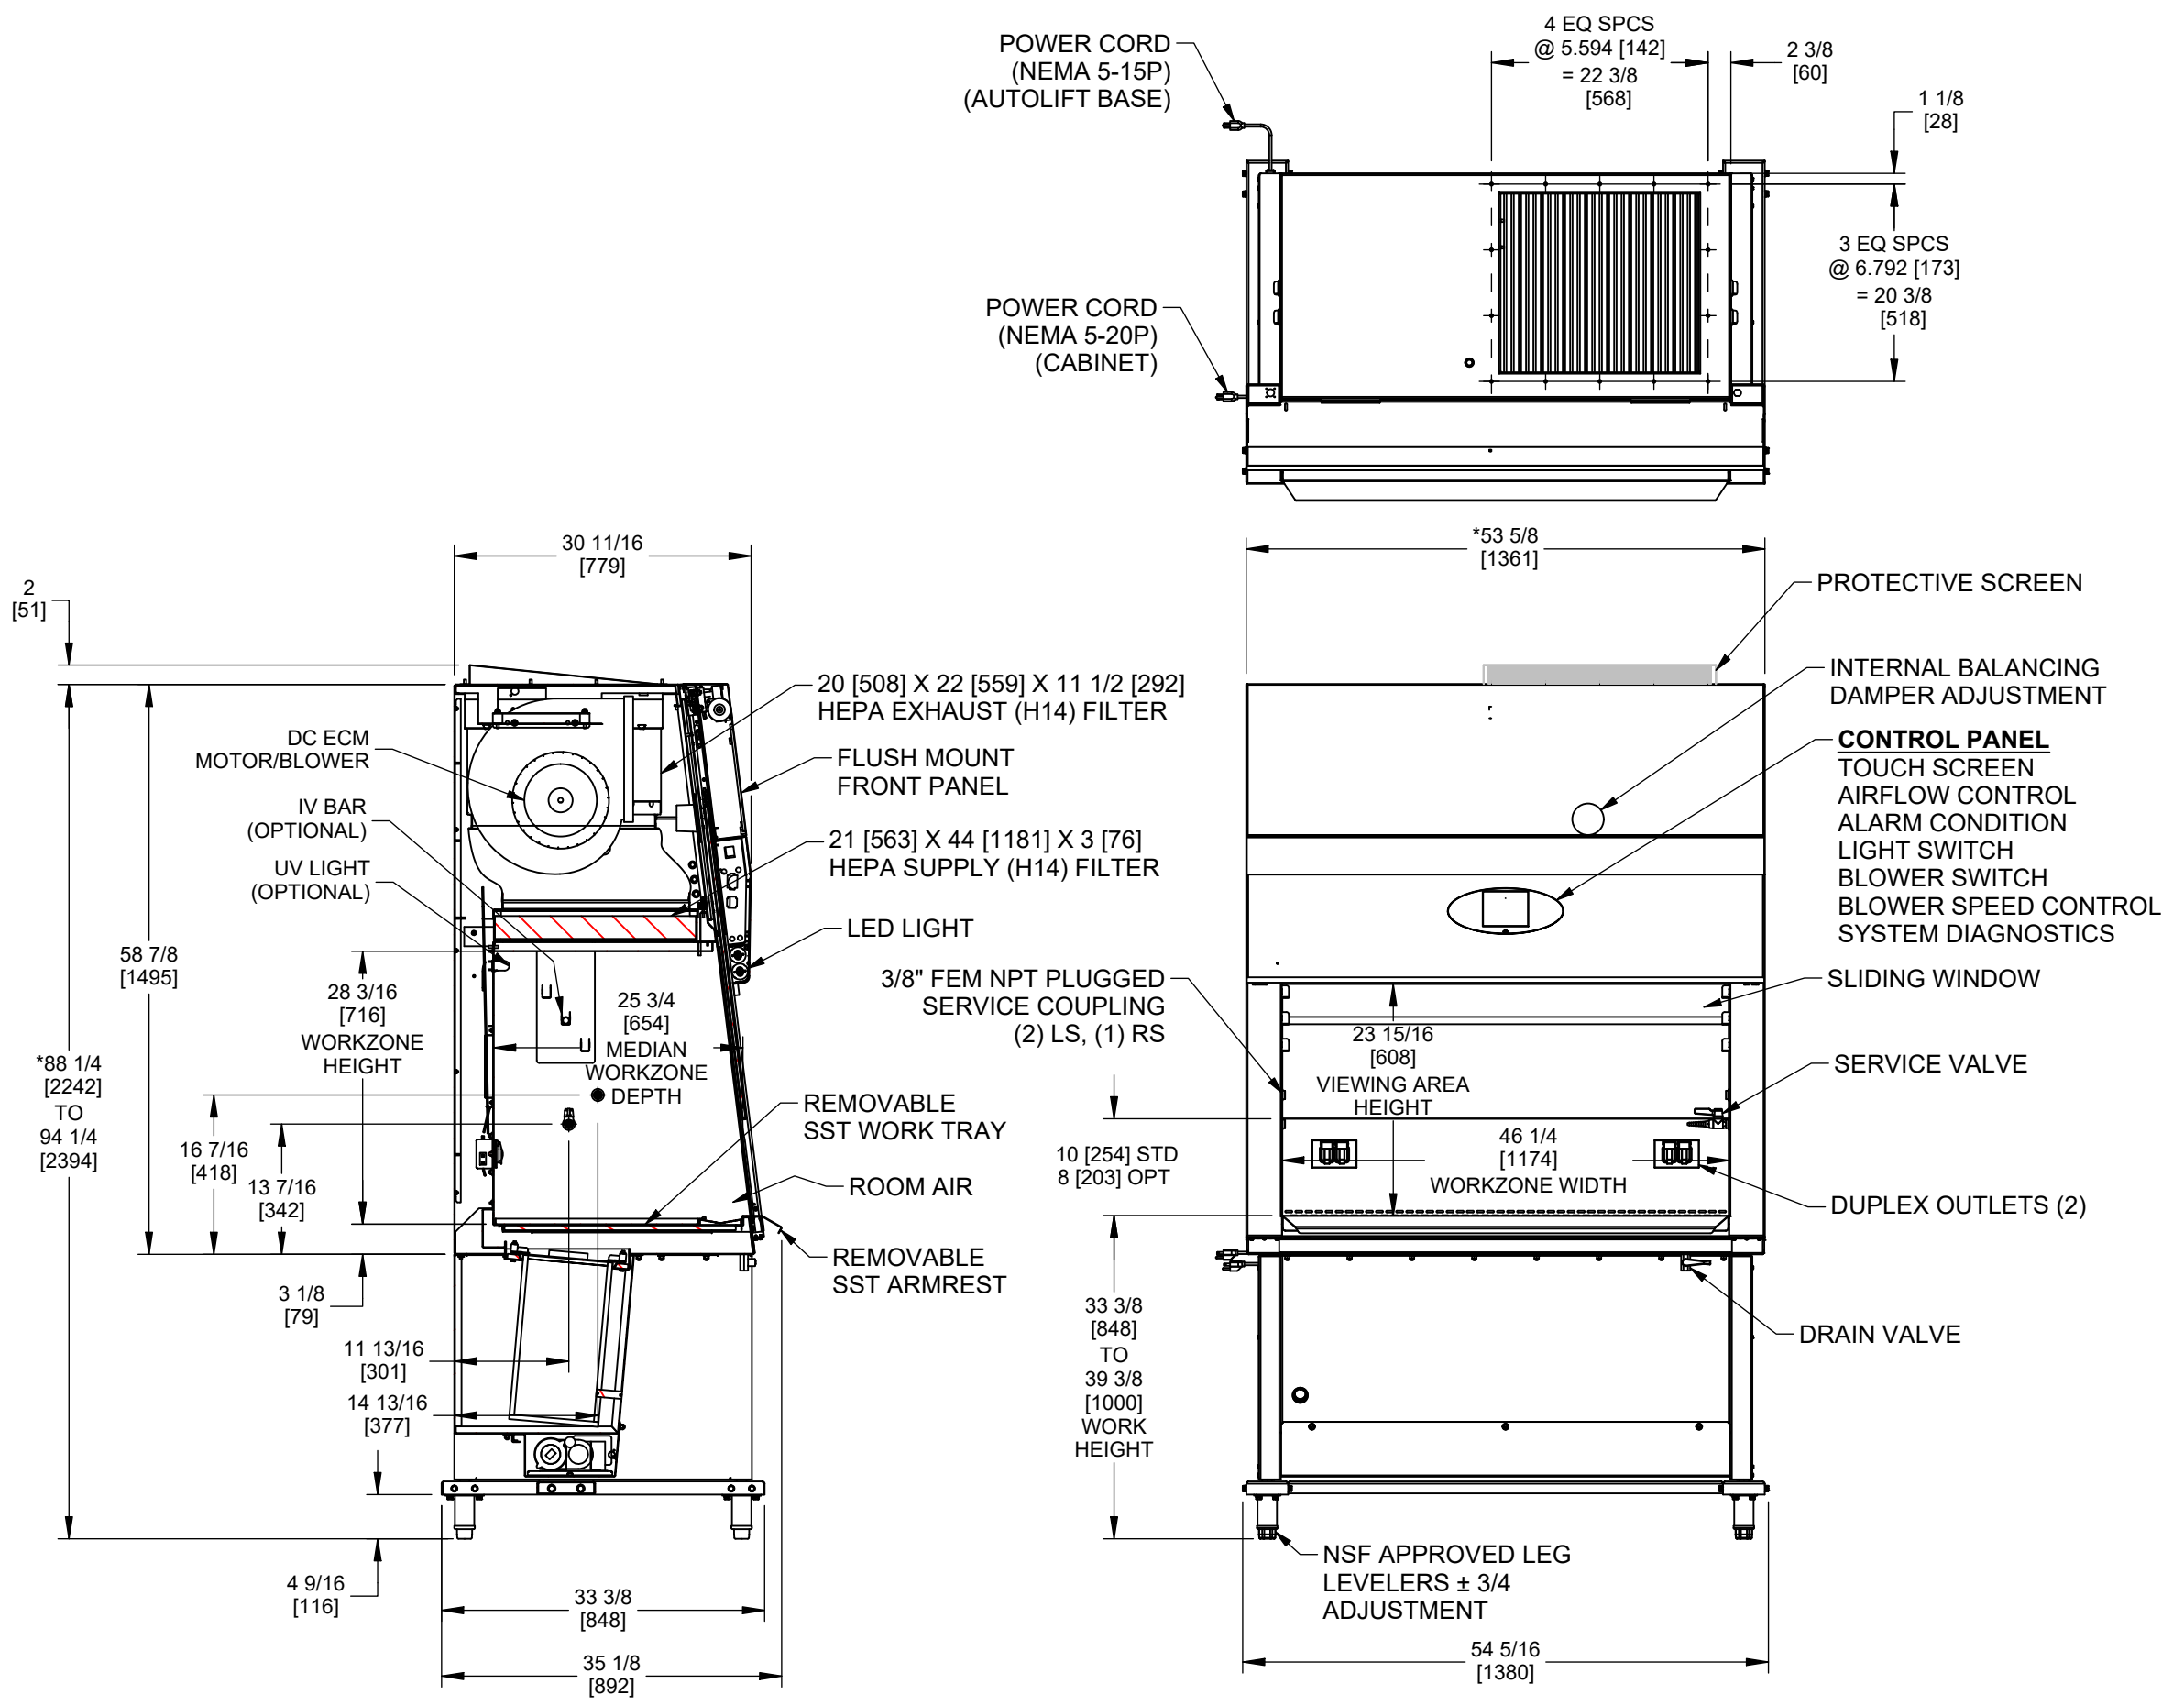 POWER CORD
(NEMA 5-15P)
(AUTOLIFT BASE)
4 EQ SPCS
@ 5.594 [142]
= 22 3/8
[568]
2 3/8
[60]
1 1/8
[28]
3 EQ SPCS
@ 6.792 [173]
= 20 3/8
[518]
POWER CORD
(NEMA 5-20P)
(CABINET)
30 11/16
[779]
2
[51]
20 [508] X 22 [559] X 11 1/2 [292]
HEPA EXHAUST (H14) FILTER
DC ECM
MOTOR/BLOWER
FLUSH MOUNT
FRONT PANEL
IV BAR
(OPTIONAL)
21 [563] X 44 [1181] X 3 [76]
HEPA SUPPLY (H14) FILTER
UV LIGHT
(OPTIONAL)
LED LIGHT
58 7/8
[1495]
28 3/16
[716]
WORKZONE
HEIGHT
25 3/4
[654]
MEDIAN
WORKZONE
DEPTH
*88 1/4
[2242]
TO
94 1/4
[2394]
16 7/16
[418]
13 7/16
[342]
REMOVABLE
SST WORK TRAY
ROOM AIR
REMOVABLE
SST ARMREST
3 1/8
[79]
11 13/16
[301]
14 13/16
[377]
4 9/16
[116]
33 3/8
[848]
35 1/8
[892]
*53 5/8
[1361]
PROTECTIVE SCREEN
INTERNAL BALANCING
DAMPER ADJUSTMENT
CONTROL PANEL
TOUCH SCREEN
AIRFLOW CONTROL
ALARM CONDITION
LIGHT SWITCH
BLOWER SWITCH
BLOWER SPEED CONTROL
SYSTEM DIAGNOSTICS
3/8" FEM NPT PLUGGED
SERVICE COUPLING
(2) LS, (1) RS
SLIDING WINDOW
23 15/16
[608]
VIEWING AREA
HEIGHT
SERVICE VALVE
10 [254] STD
8 [203] OPT
46 1/4
[1174]
WORKZONE WIDTH
DUPLEX OUTLETS (2)
33 3/8
[848]
TO
39 3/8
[1000]
WORK
HEIGHT
DRAIN VALVE
NSF APPROVED LEG
LEVELERS ± 3/4
ADJUSTMENT
54 5/16
[1380]